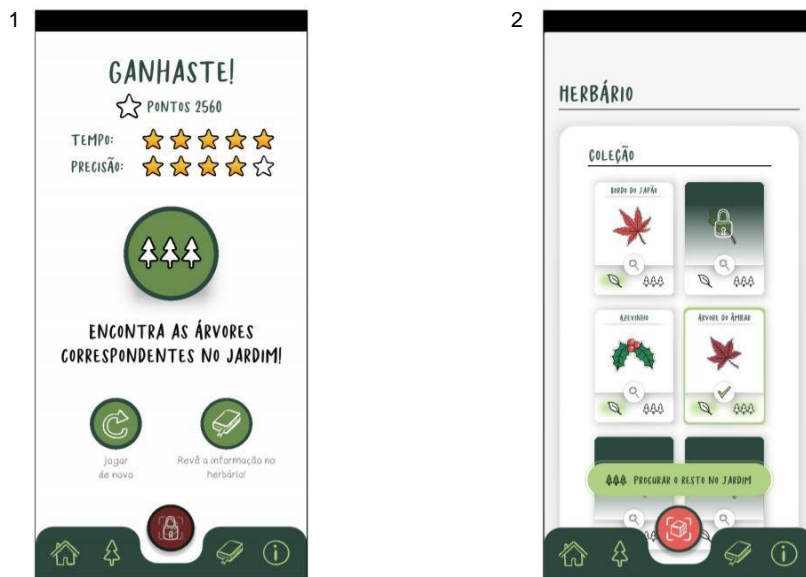 1
GANHASTE!
PONTOS 2560
TEMPO:
PRECISÃO:
ENCONTRA AS ÁRVORES
CORRESPONDENTES NO JARDIM!
Jogar
de novo
Revê a informação no
herbário!
2
HERBÁRIO
COLEÇÃO
BORDO DO JAPÃO
AZEVINHO
ÁRVORE DO ÂMBAR
PROCURAR O RESTO NO JARDIM